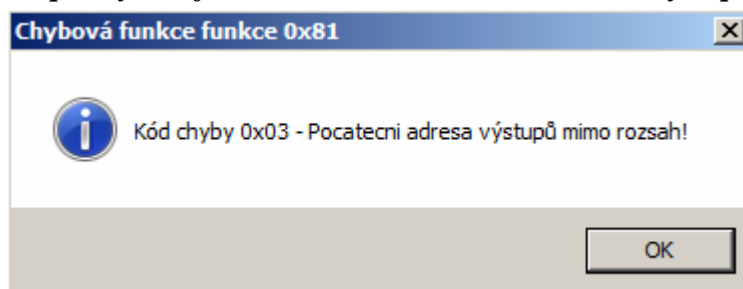 Chybová funkce funkce 0x81
Kód chyby 0x03 - Pocatecni adresa výstupů mimo rozsah!
OK